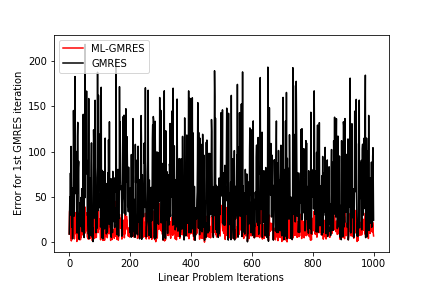 ML-GMRES
GMRES
Error for 1st GMRES Iteration
200
150
100
50
0
0 200 400 600 800 1000
Linear Problem Iterations